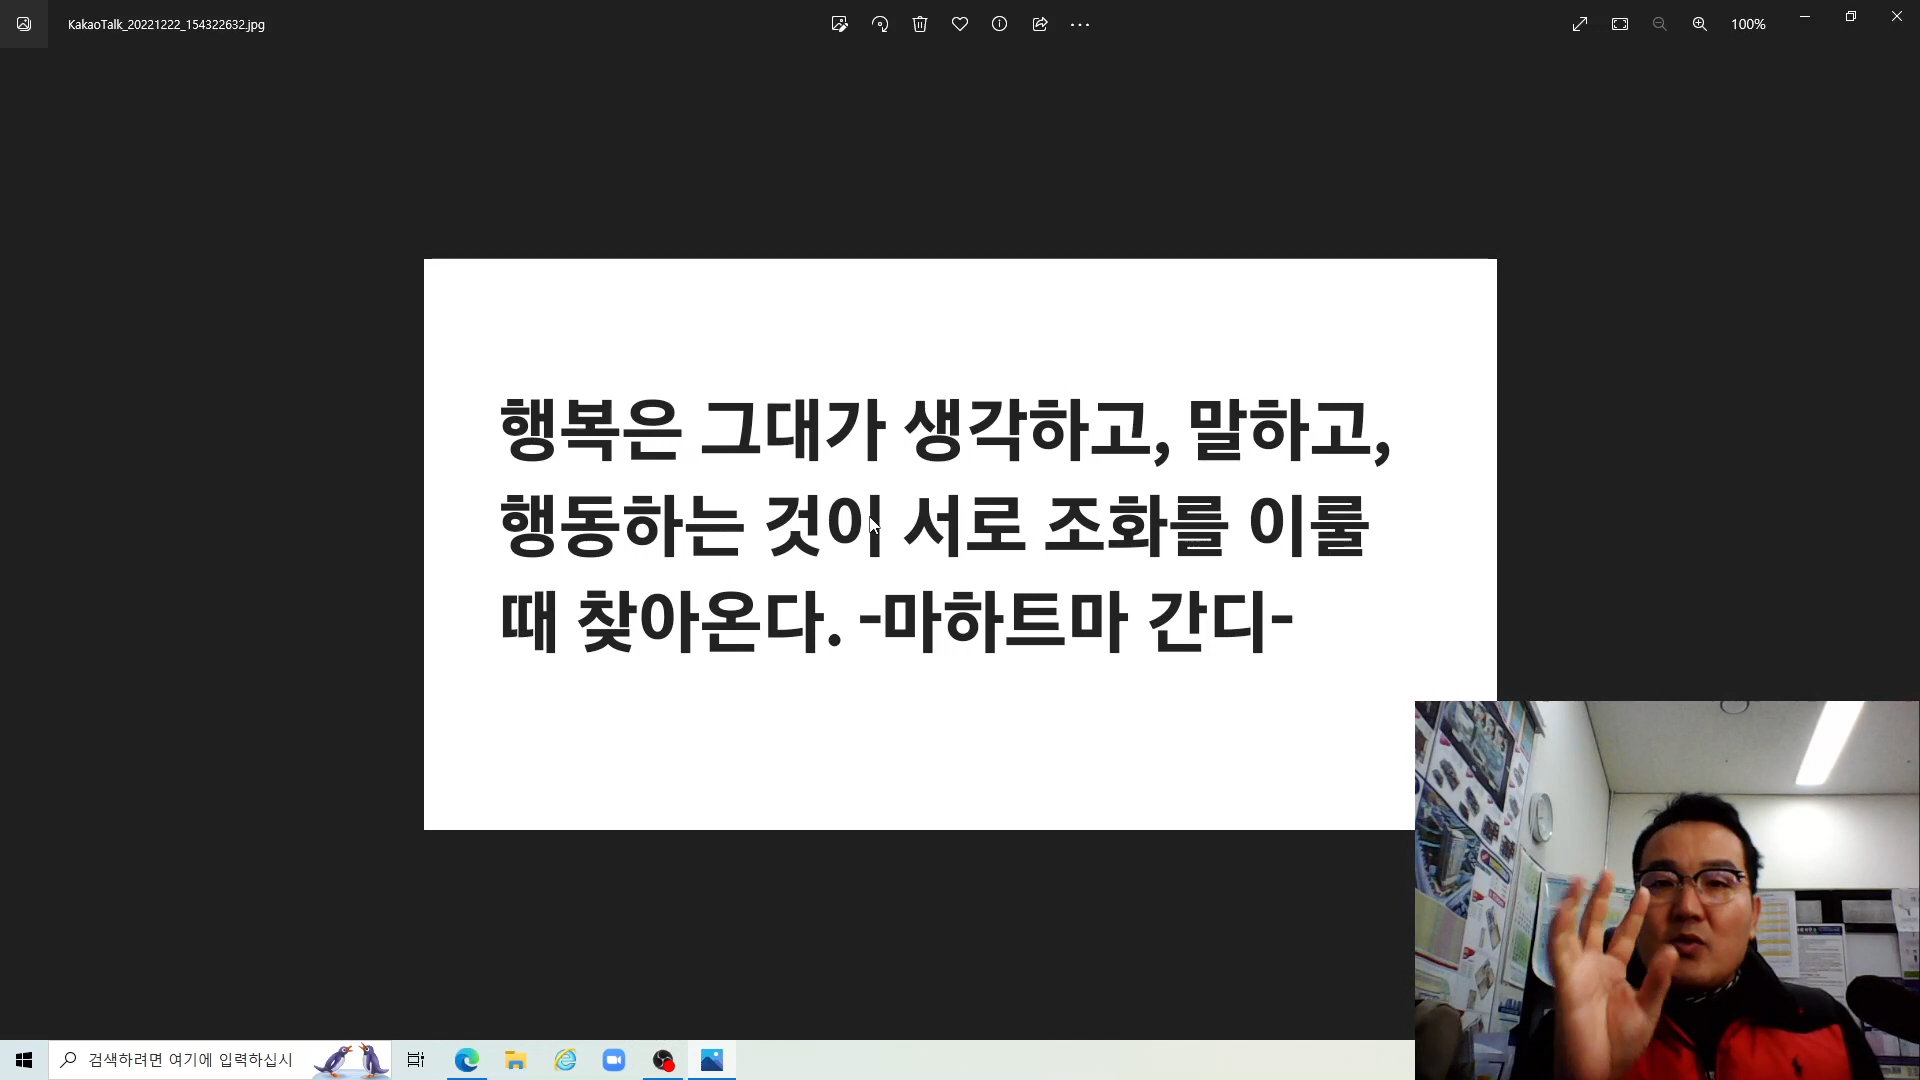 KakaoTalk_20221222_154322632.jpg
100%
행복은 그대가 생각하고, 말하고,
행동하는 것이 서로 조화를 이룰
때 찾아온다. -마하트마 간디-
검색하려면 여기에 입력하십시